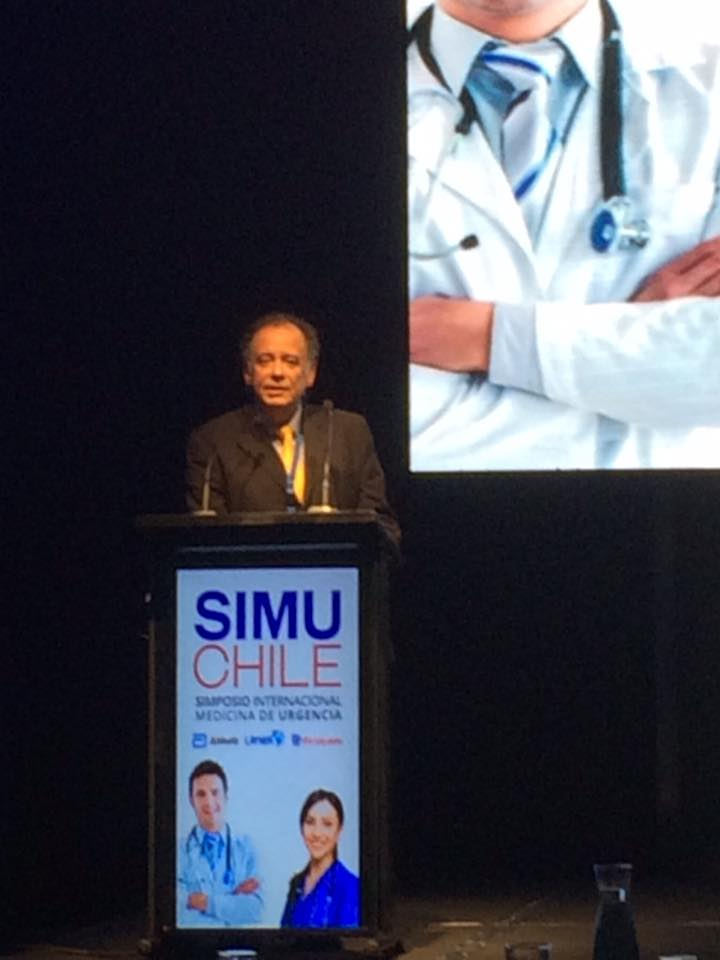 SIMU
CHILE
SIMPOSIO INTERNACIONAL
MEDICINA DE URGENCIA